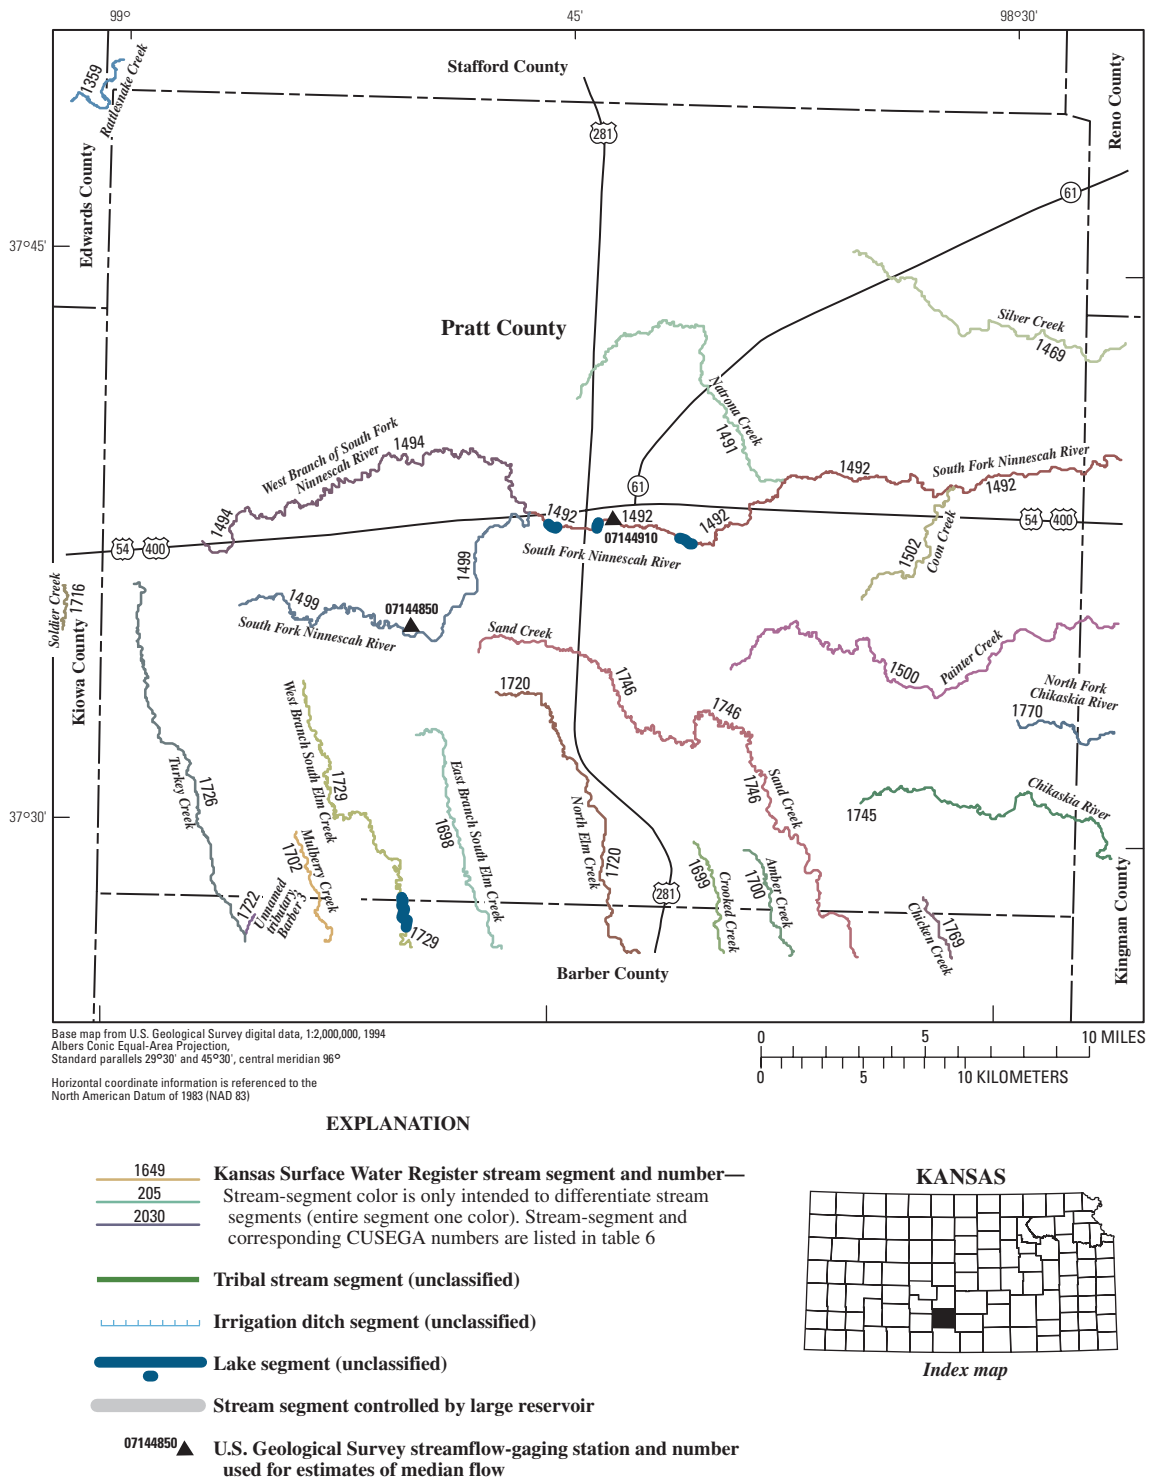 99°
45'
98°30'
Stafford County
Reno County
1359
Rattlesnake Creek
281
Edwards County
61
37°45'
Pratt County
Silver Creek
1469
Natrona Creek
1491
West Branch of South Fork
Ninnescah River
1494
1494
61
1492
South Fork Ninnescah River
1492
1492
1492
1492
07144910
South Fork Ninnescah River
54
400
54
400
1502
Coon Creek
1499
Soldier Creek
1716
1499
07144850
South Fork Ninnescah River
Sand Creek
1746
Kiowa County
1720
1500
Painter Creek
North Fork
Chikaskia River
1770
1746
West Branch South Elm Creek
1729
Turkey Creek
1726
East Branch South Elm Creek
1698
North Elm Creek
1720
1746
Sand Creek
1745
Chikaskia River
37°30'
1702
Mulberry Creek
1722
Unnamed
tributary,
Barber 3
1729
281
1699
Crooked Creek
1700
Amber Creek
Chicken Creek
1769
Kingman County
Barber County
Base map from U.S. Geological Survey digital data, 1:2,000,000, 1994
Albers Conic Equal-Area Projection,
Standard parallels 29°30' and 45°30', central meridian 96°
Horizontal coordinate information is referenced to the
North American Datum of 1983 (NAD 83)
0 5 10 MILES
0 5 10 KILOMETERS
EXPLANATION
1649
205
2030
Kansas Surface Water Register stream segment and number—
Stream-segment color is only intended to differentiate stream
segments (entire segment one color). Stream-segment and
corresponding CUSEGA numbers are listed in table 6
Tribal stream segment (unclassified)
Irrigation ditch segment (unclassified)
Lake segment (unclassified)
Stream segment controlled by large reservoir
07144850
U.S. Geological Survey streamflow-gaging station and number
used for estimates of median flow
KANSAS
Index map